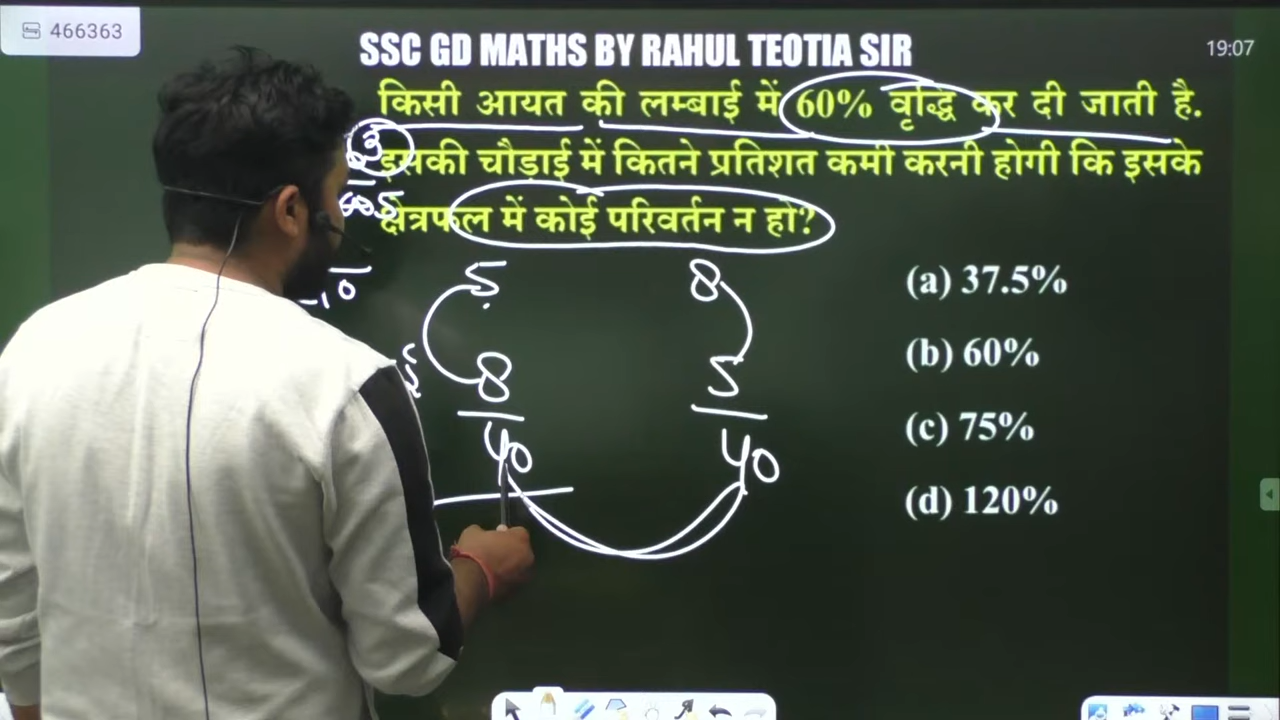 466363
SSC GD MATHS BY RAHUL TEOTIA SIR
19:07
किसी आयत की लम्बाई में 60% वृद्धि कर दी जाती है.
इसकी चौड़ाई में कितने प्रतिशत कमी करनी होगी कि इसके
क्षेत्रफल में कोई परिवर्तन न हो?
5 8
8 5
40 40
(a) 37.5%
(b) 60%
(c) 75%
(d) 120%